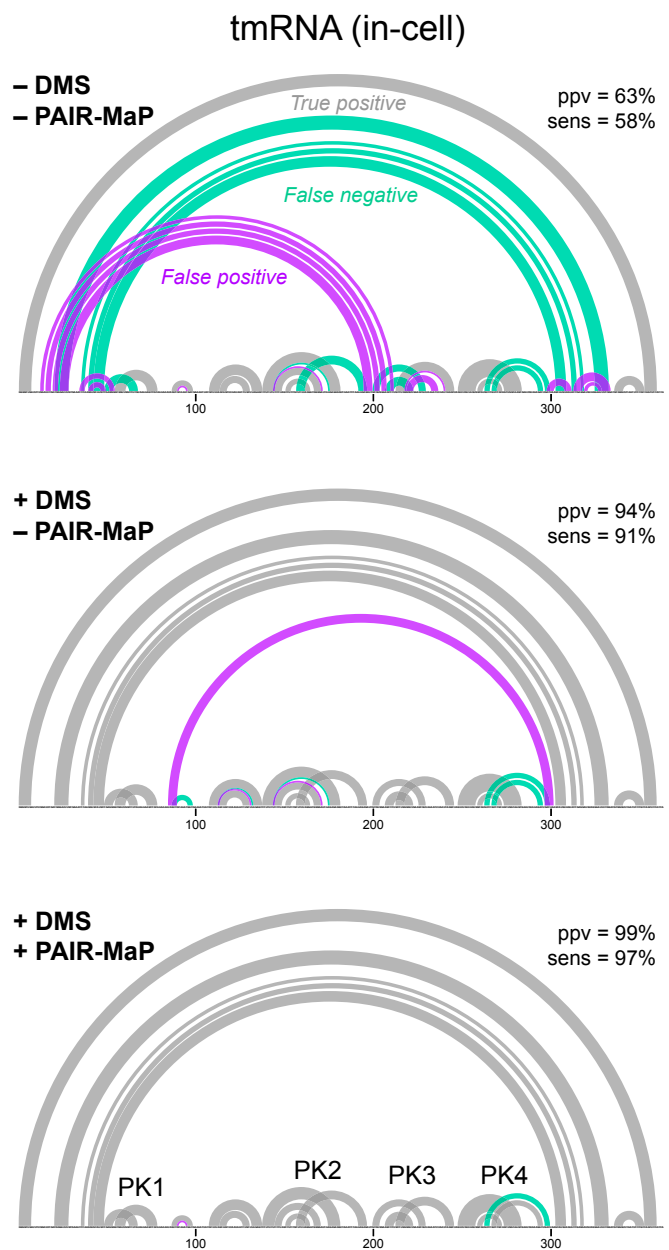 tmRNA (in-cell)
– DMS
– PAIR-MaP
True positive
ppv = 63%
sens = 58%
False negative
False positive
100
200
300
+ DMS
– PAIR-MaP
ppv = 94%
sens = 91%
100
200
300
+ DMS
+ PAIR-MaP
ppv = 99%
sens = 97%
PK1
PK2
PK3
PK4
100
200
300